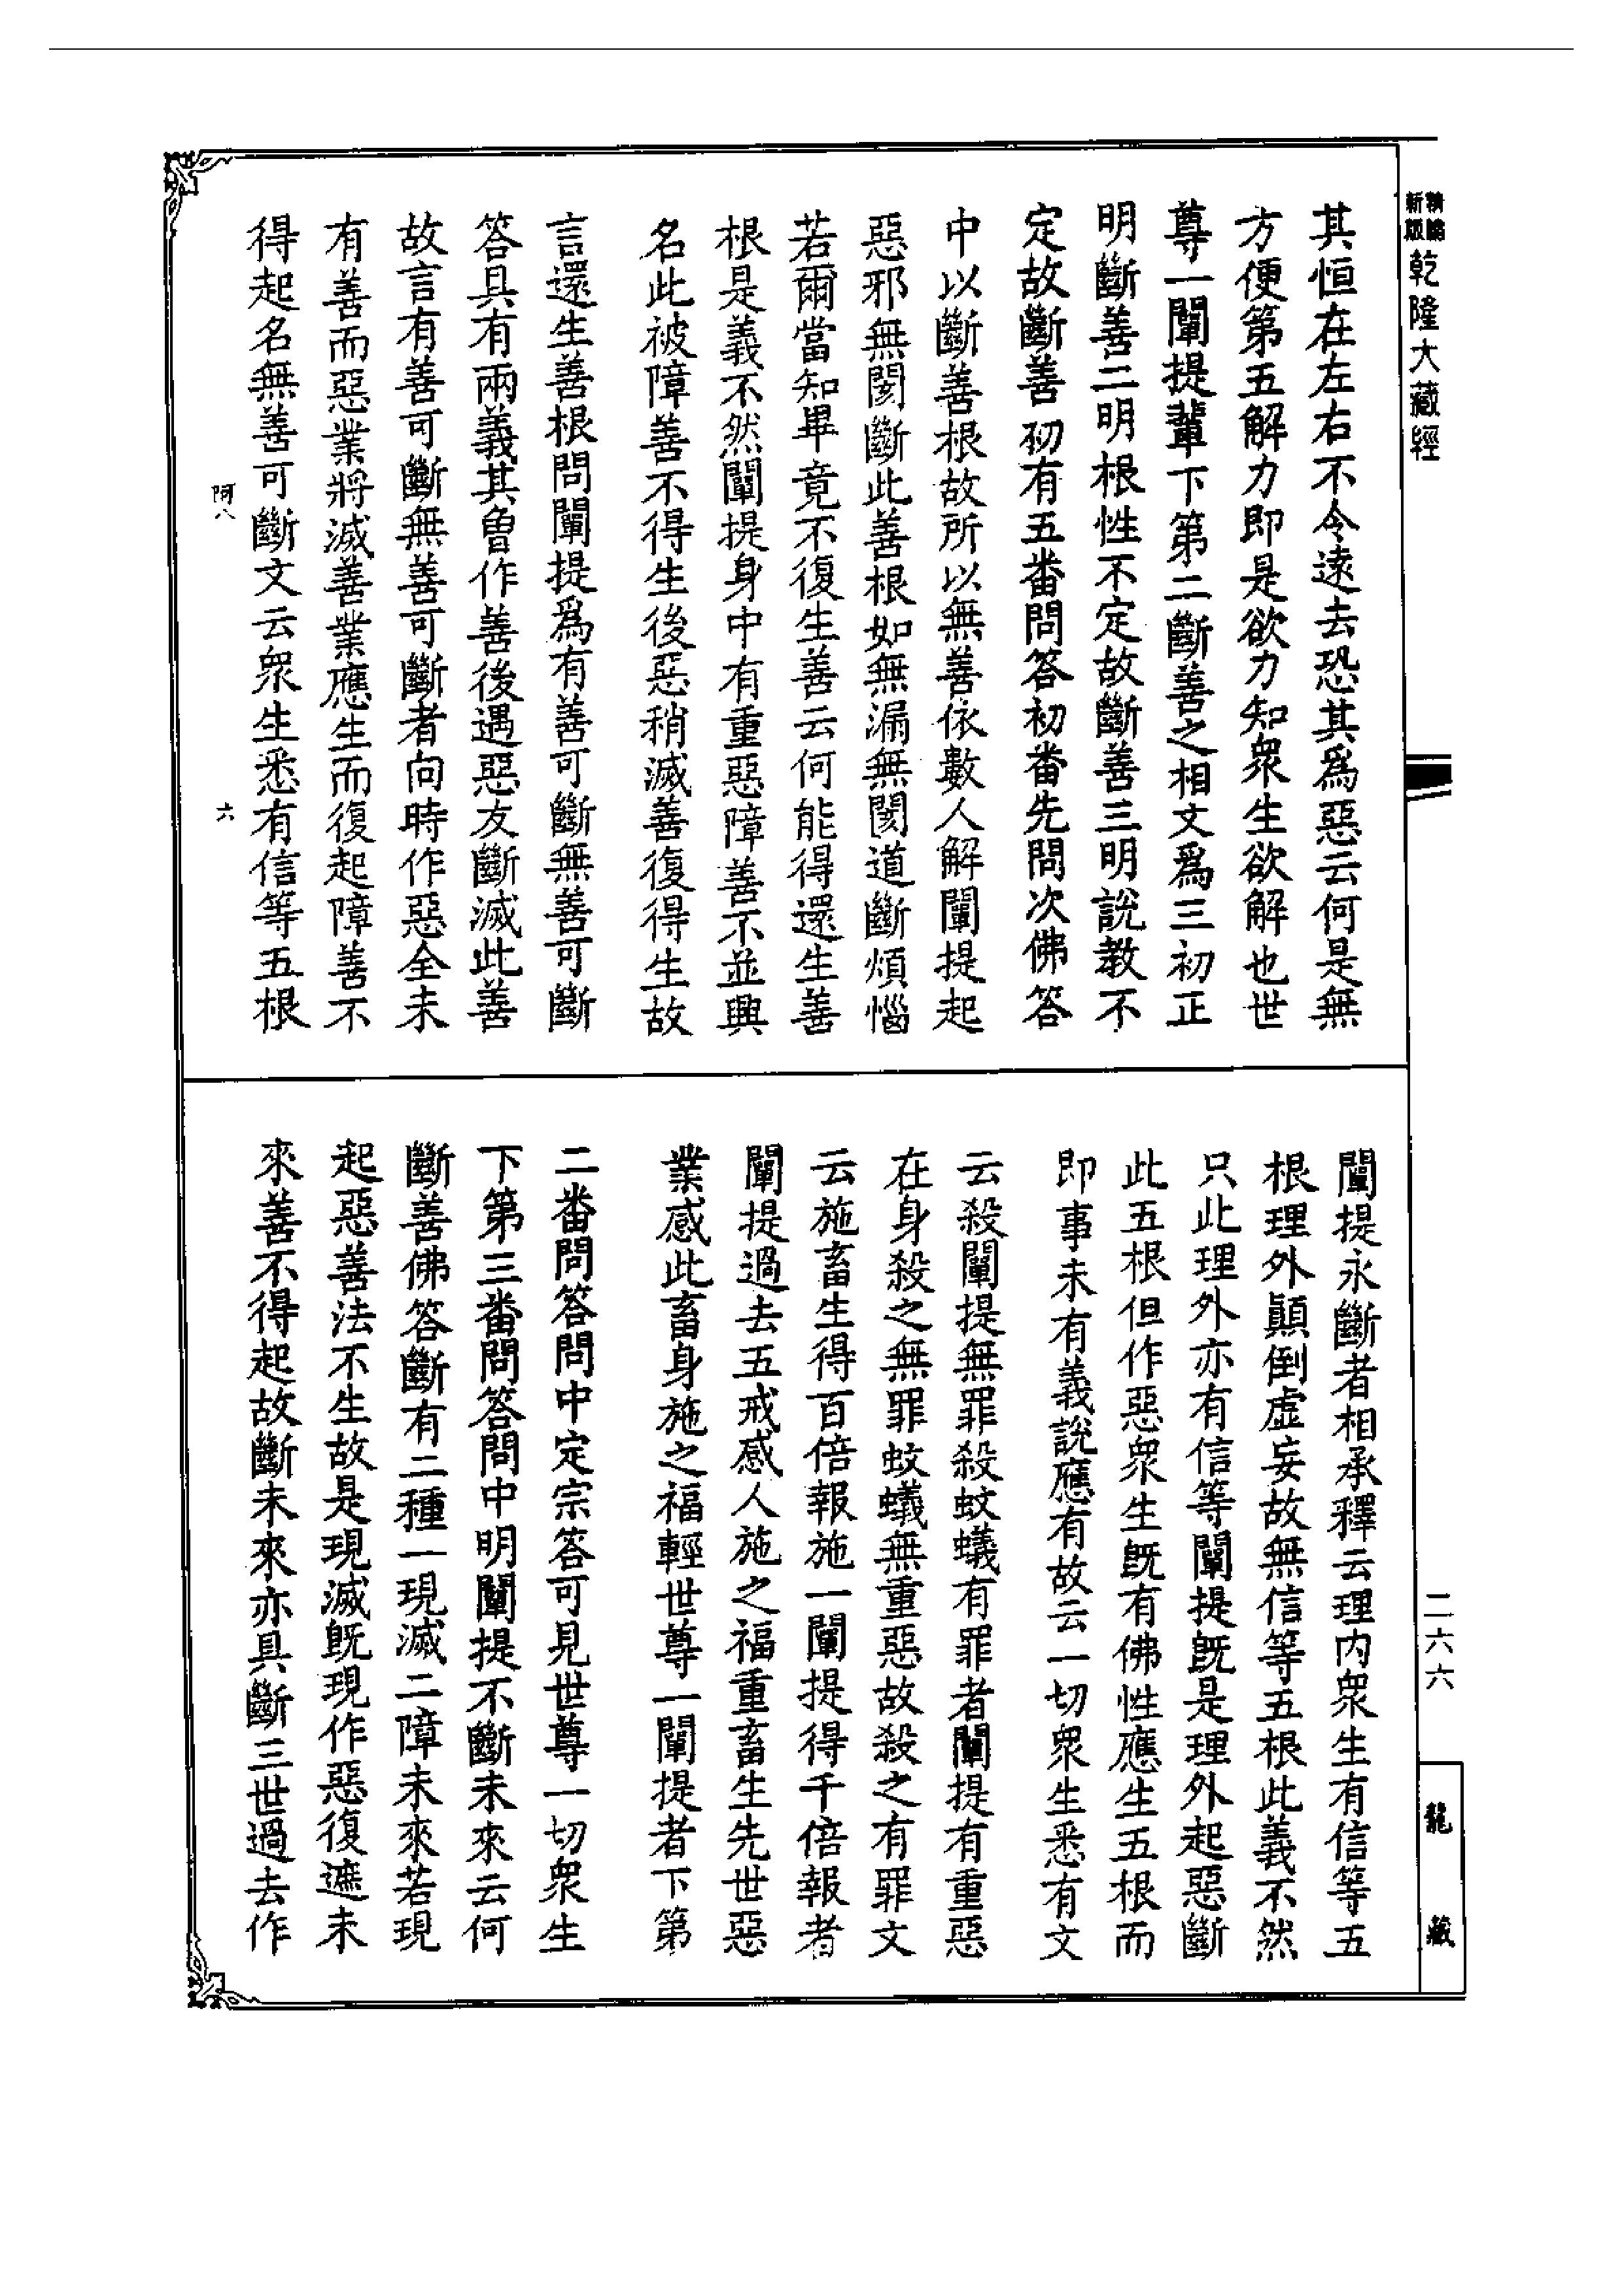 新版
精縮
乾隆大藏經
其恒在左右不令遠去恐其爲惡云何是無
方便第五解力即是欲力知衆生欲解也世
尊一闡提輩下第二斷善之相文爲三初正
明斷善二明根性不定故斷善三明說教不
定故斷善初有五番問答初番先問次佛答
中以斷善根故所以無善依數人解闡提起
惡邪無閡斷此善根如無漏無閡道斷煩惱
若爾當知畢竟不復生善云何能得還生善
根是義不然闡提身中有重惡障善不並興
名此被障善不得生後惡稍滅善復得生故
言還生善根問闡提爲有善可斷無善可斷
答具有兩義其曾作善後遇惡友斷滅此善
故言有善可斷無善可斷者向時作惡全未
有善而惡業將滅善業應生而復起障善不
得起名無善可斷文云衆生悉有信等五根
阿八
六
闡提永斷者相承釋云理内衆生有信等五
根理外顛倒虛妄故無信等五根此義不然
只此理外亦有信等闡提旣是理外起惡斷
此五根但作惡衆生旣有佛性應生五根而
即事未有義說應有故云一切衆生悉有文
云殺闡提無罪殺蚊蟻有罪者闡提有重惡
在身殺之無罪蚊蟻無重惡故殺之有罪文
云施畜生得百倍報施一闡提得千倍報者
闡提過去五戒感人施之福重畜生先世惡
業感此畜身施之福輕世尊一闡提者下第
二番問答問中定宗答可見世尊一切衆生
下第三番問答問中明闡提不斷未來云何
斷善佛答斷有二種一現滅二障未來若現
起惡善法不生故是現滅旣現作惡復遮未
來善不得起故斷未來亦具斷三世過去作
二六六
龍藏